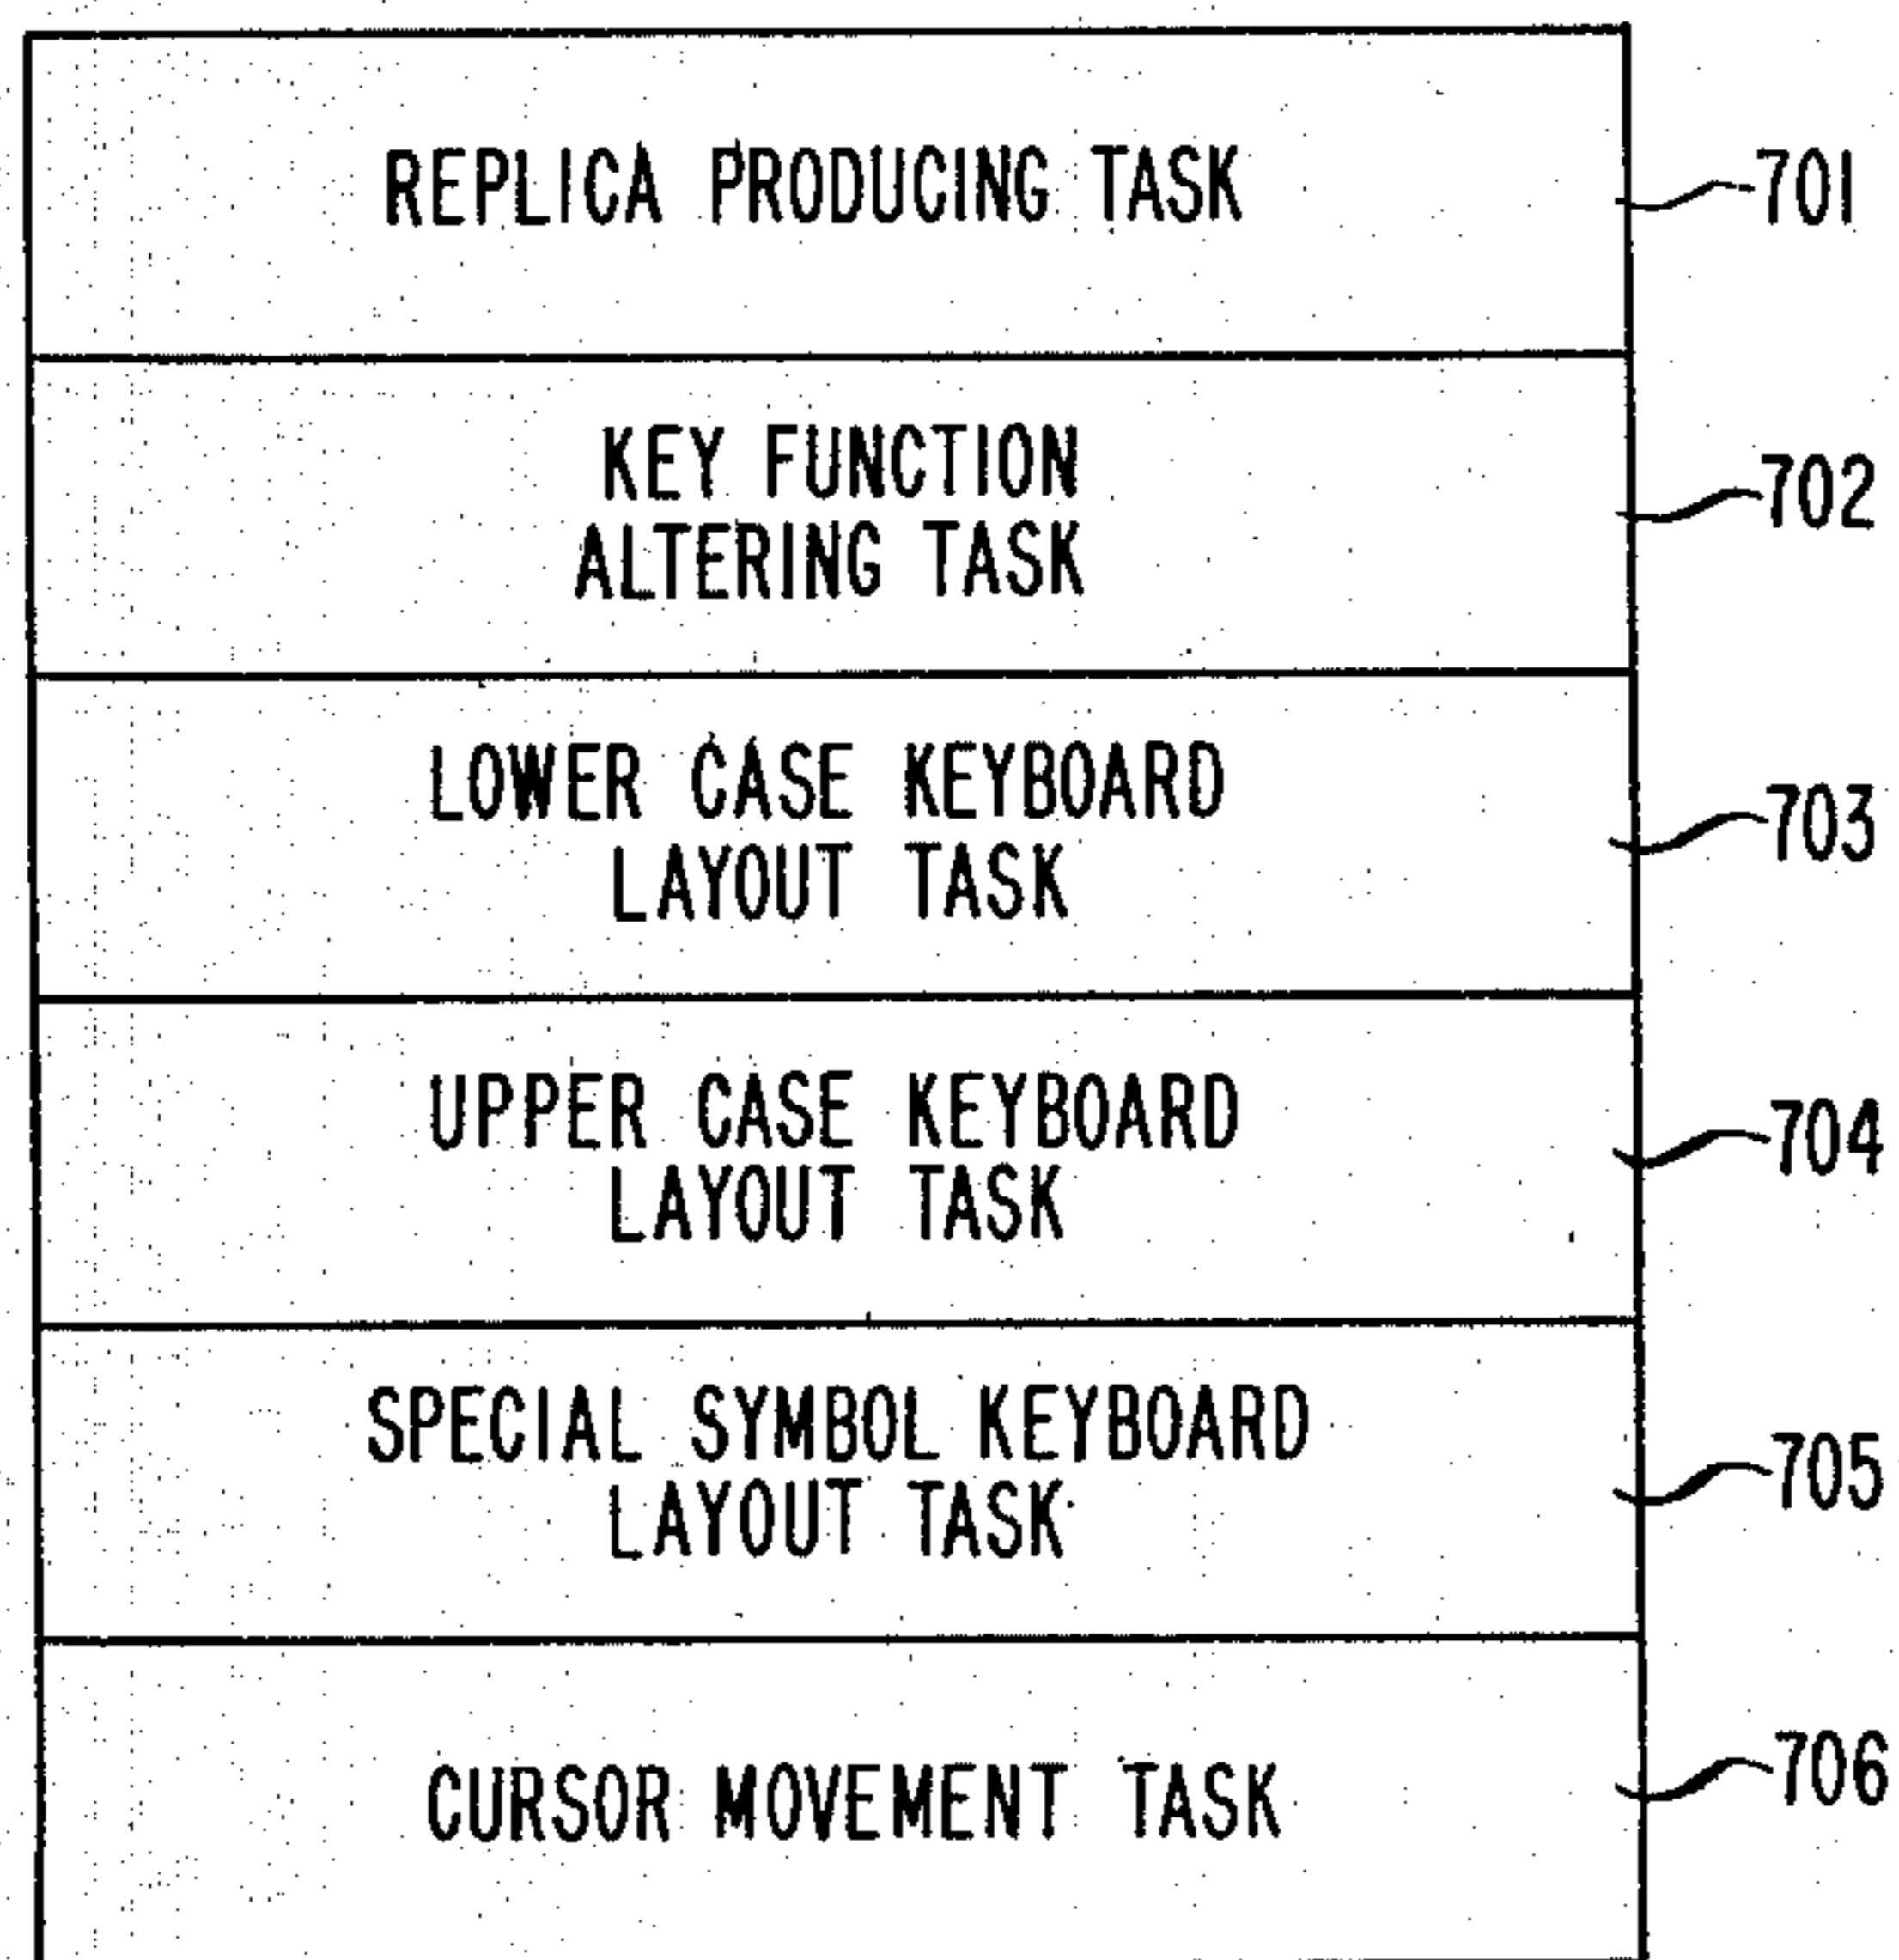 REPLICA PRODUCING TASK 701
KEY FUNCTION 702
ALTERING TASK
LOWER CASE KEYBOARD 703
LAYOUT TASK
UPPER CASE KEYBOARD 704
LAYOUT TASK
SPECIAL SYMBOL KEYBOARD 705
LAYOUT TASK
CURSOR MOVEMENT TASK 706